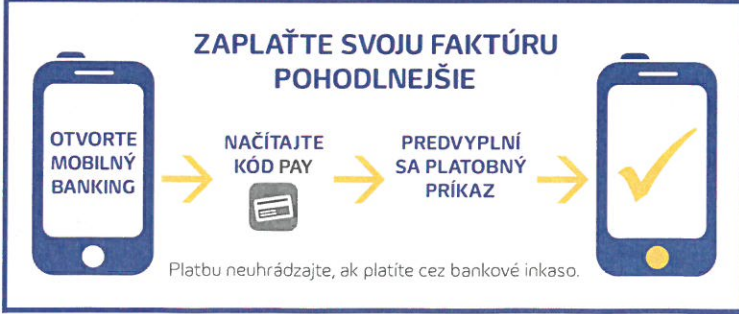 ZAPLAŤTE SVOJU FAKTÚRU
POHODLNEJŠIE
OTVORTE
MOBILNÝ
BANKING
NAČÍTAJTE
KÓD PAY
PREDVYPLNÍ
SA PLATOBNÝ
PRÍKAZ
Platbu neuhrádzajte, ak platíte cez bankové inkaso.